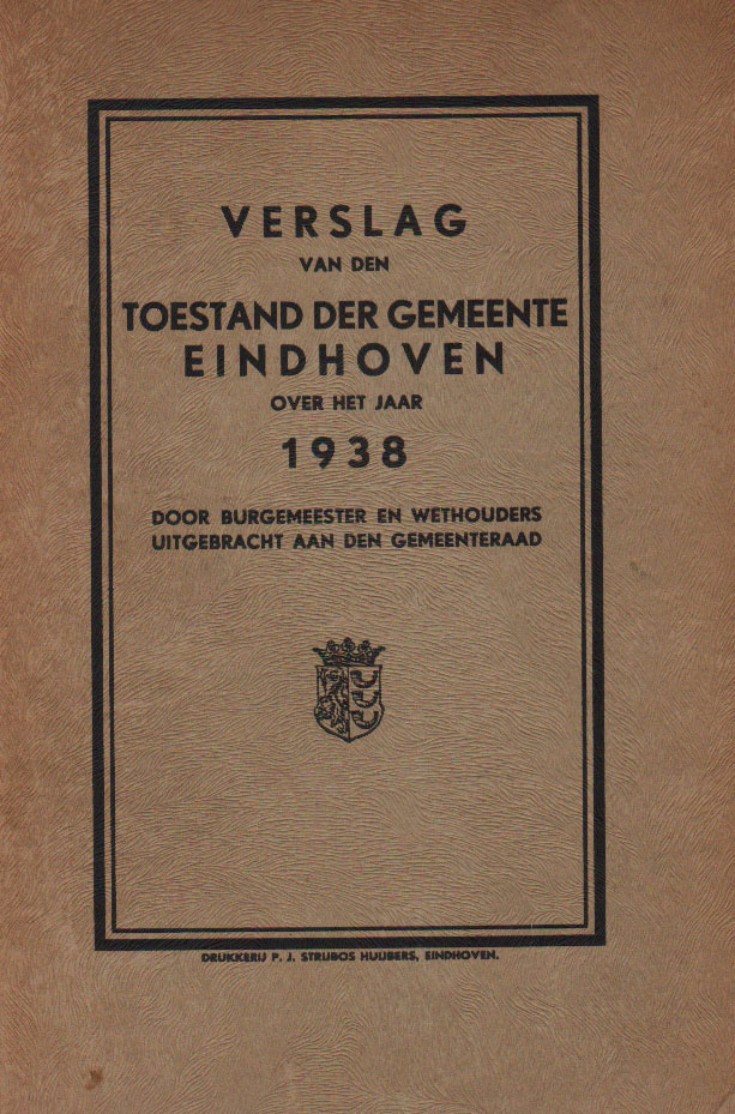 VERSLAG
VAN DEN
TOESTAND DER GEMEENTE
EINDHOVEN
OVER HET JAAR
1938
DOOR BURGEMEESTER EN WETHOUDERS
UITGEBRACHT AAN DEN GEMEENTERAAD
DRUKKERIJ P. J. STRIJBOS HUIJBERS, EINDHOVEN.